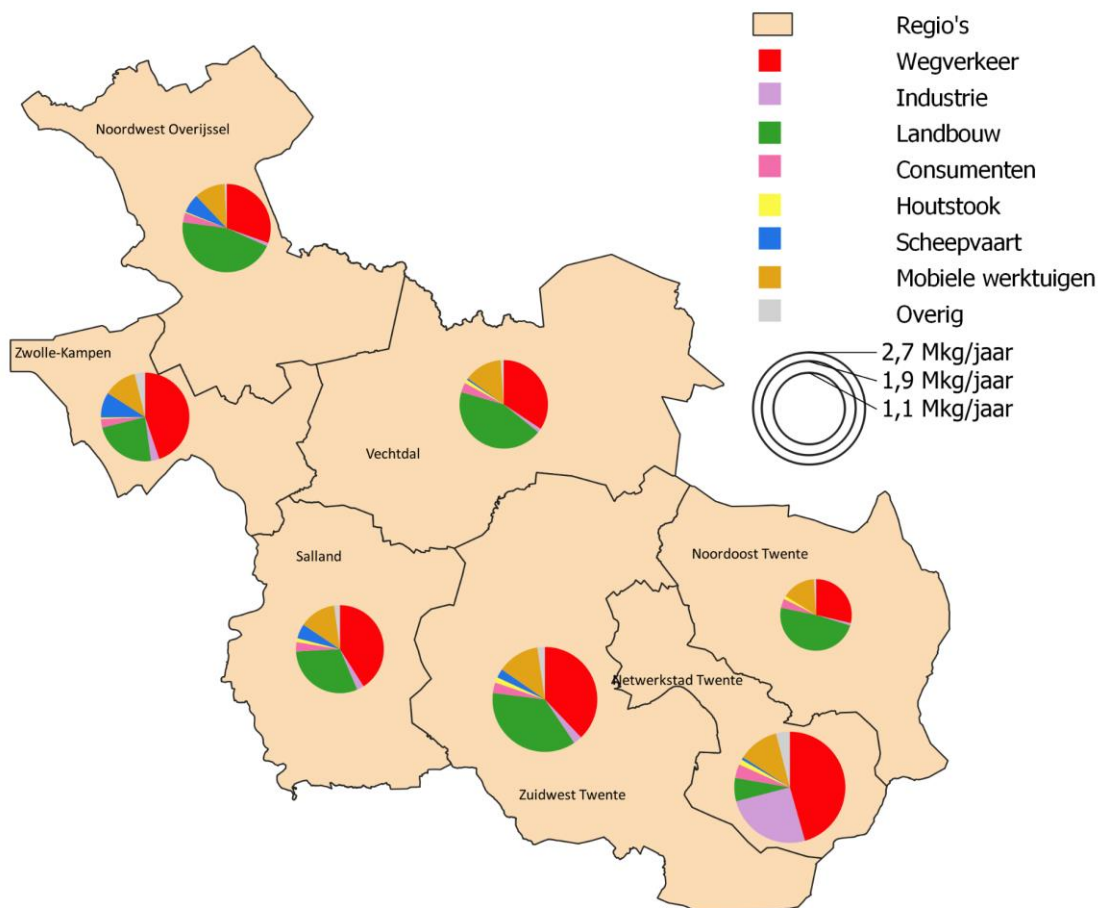 Regio's
Wegverkeer
Industrie
Landbouw
Consumenten
Houtstook
Scheepvaart
Mobiele werktuigen
Overig
2,7 Mkg/jaar
1,9 Mkg/jaar
1,1 Mkg/jaar
Noordwest Overijssel
Zwolle-Kampen
Vechtdal
Salland
Noordoost Twente
Netwerkstad Twente
Zuidwest Twente